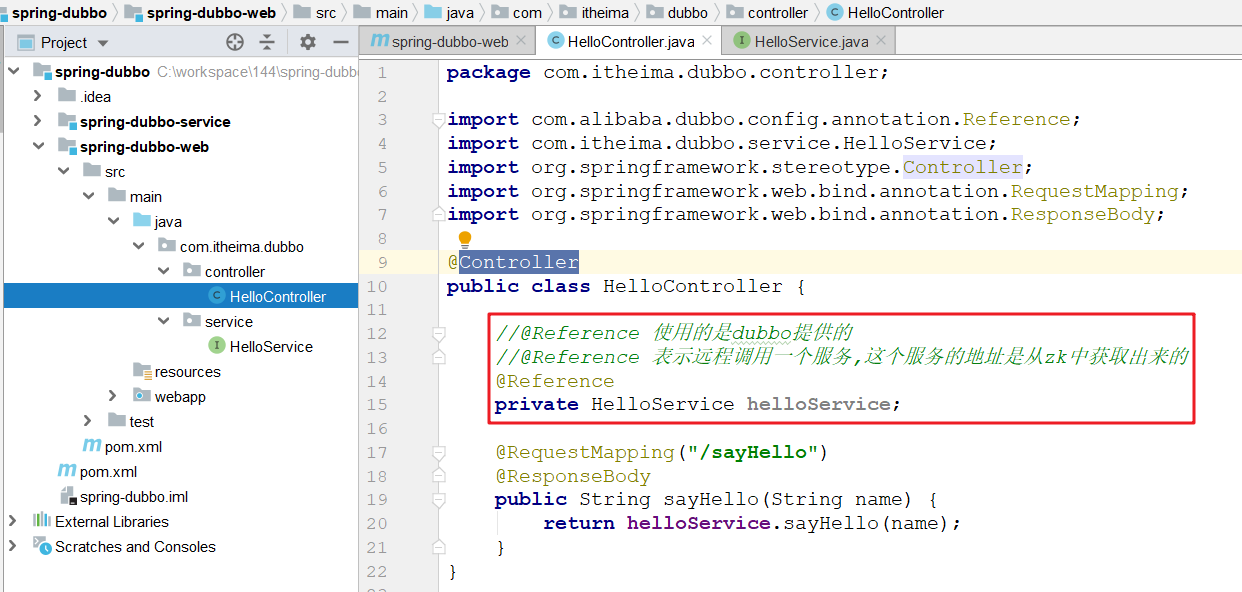 spring-dubbo spring-dubbo-web src main java com itheima dubbo controller HelloController
Project
spring-dubbo C:\workspace\144\spring-dubb
.idea
spring-dubbo-service
spring-dubbo-web
src
main
java
com.itheima.dubbo
controller
HelloController
service
HelloService
resources
webapp
test
pom.xml
pom.xml
spring-dubbo.iml
External Libraries
Scratches and Consoles
spring-dubbo-web HelloController.java HelloService.java
1 package com.itheima.dubbo.controller;
2
3 import com.alibaba.dubbo.config.annotation.Reference;
4 import com.itheima.dubbo.service.HelloService;
5 import org.springframework.stereotype.Controller;
6 import org.springframework.web.bind.annotation.RequestMapping;
7 import org.springframework.web.bind.annotation.ResponseBody;
8
9 @Controller
10 public class HelloController {
11
12 //@Reference 使用的是dubbo提供的
13 //@Reference 表示远程调用一个服务,这个服务的地址是从zk中获取出来的
14 @Reference
15 private HelloService helloService;
16
17 @RequestMapping("/sayHello")
18 @ResponseBody
19 public String sayHello(String name) {
20 return helloService.sayHello(name);
21 }
22 }